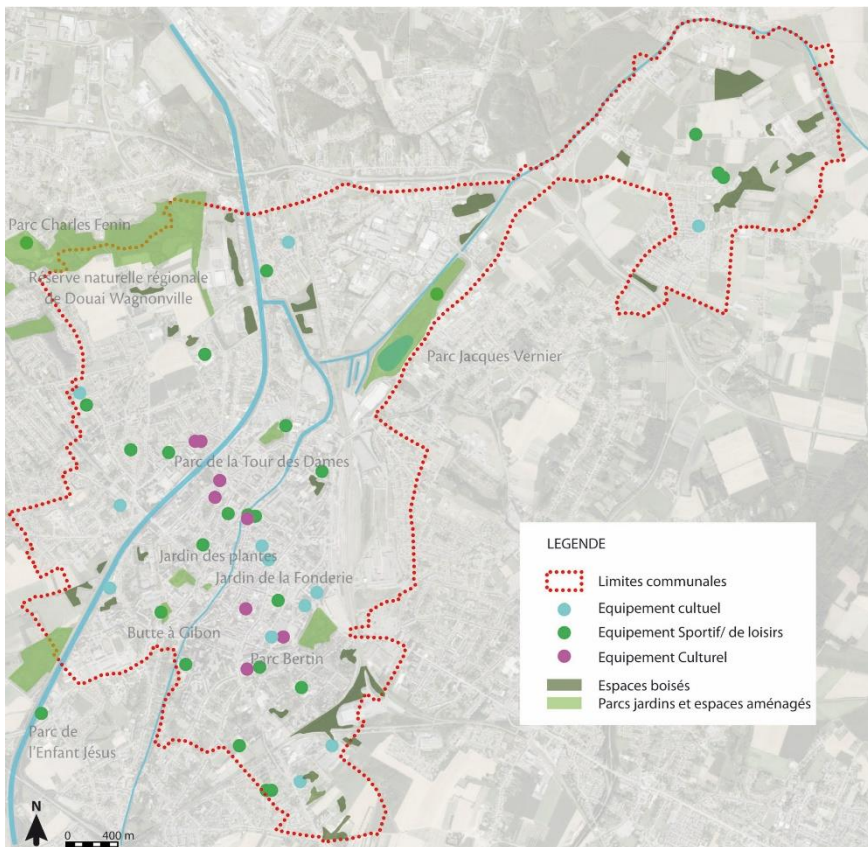 Parc Charles Fenin
Réserve naturelle régionale
de Douai Wagnonville
Parc Jacques Vernier
Parc de la Tour des Dames
Jardin des plantes
Jardin de la Fonderie
Butte à Gibon
Parc Bertin
Parc de
l'Enfant Jésus
N
0 400 m
LEGENDE
Limites communales
Equipement cultuel
Equipement Sportif/ de loisirs
Equipement Culturel
Espaces boisés
Parcs jardins et espaces aménagés